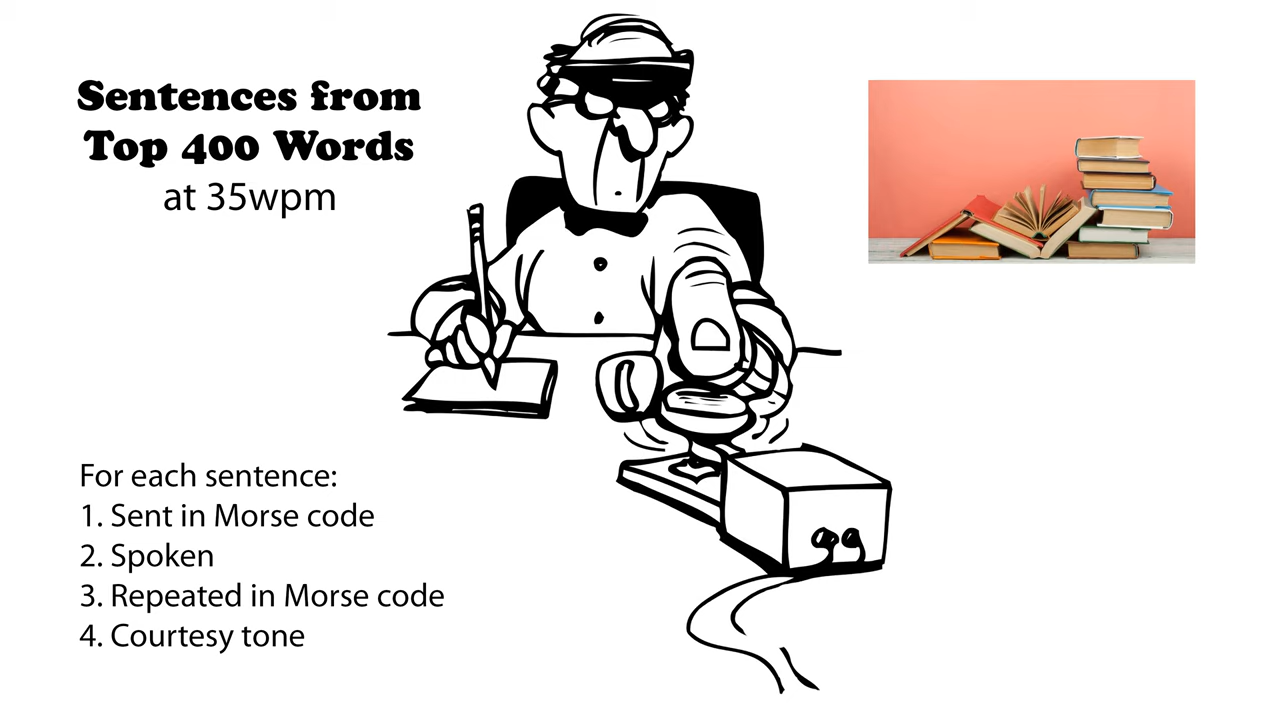 Sentences from
Top 400 Words
at 35wpm
For each sentence:
1. Sent in Morse code
2. Spoken
3. Repeated in Morse code
4. Courtesy tone